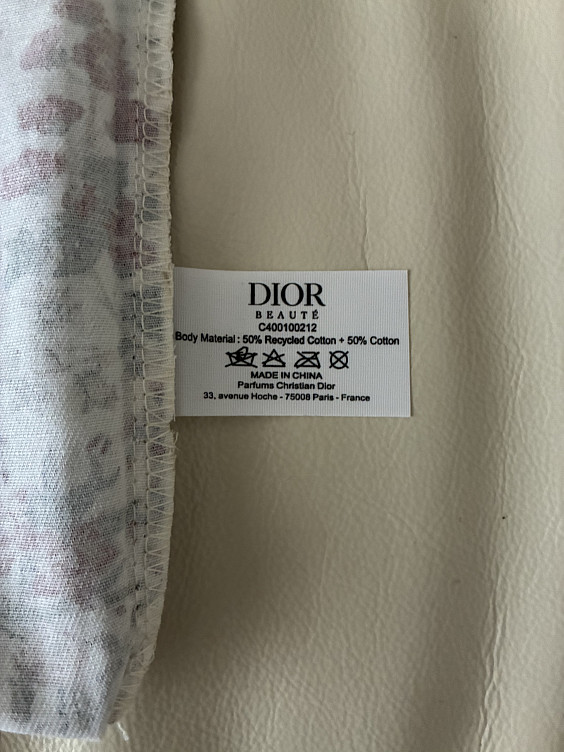 DIOR
BEAUTÉ
C400100212
Body Material : 50% Recycled Cotton + 50% Cotton
MADE IN CHINA
Parfums Christian Dior
33, avenue Hoche - 75008 Paris - France